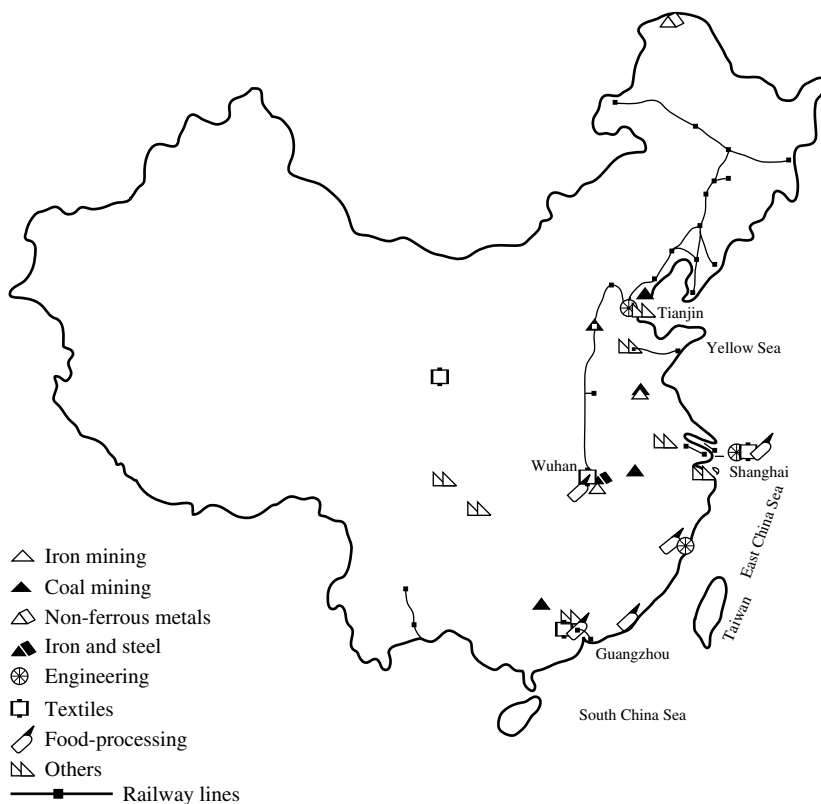 Tianjin
Yellow Sea
Wuhan
Shanghai
East China Sea
Taiwan
Guangzhou
South China Sea
Iron mining
Coal mining
Non-ferrous metals
Iron and steel
Engineering
Textiles
Food-processing
Others
Railway lines